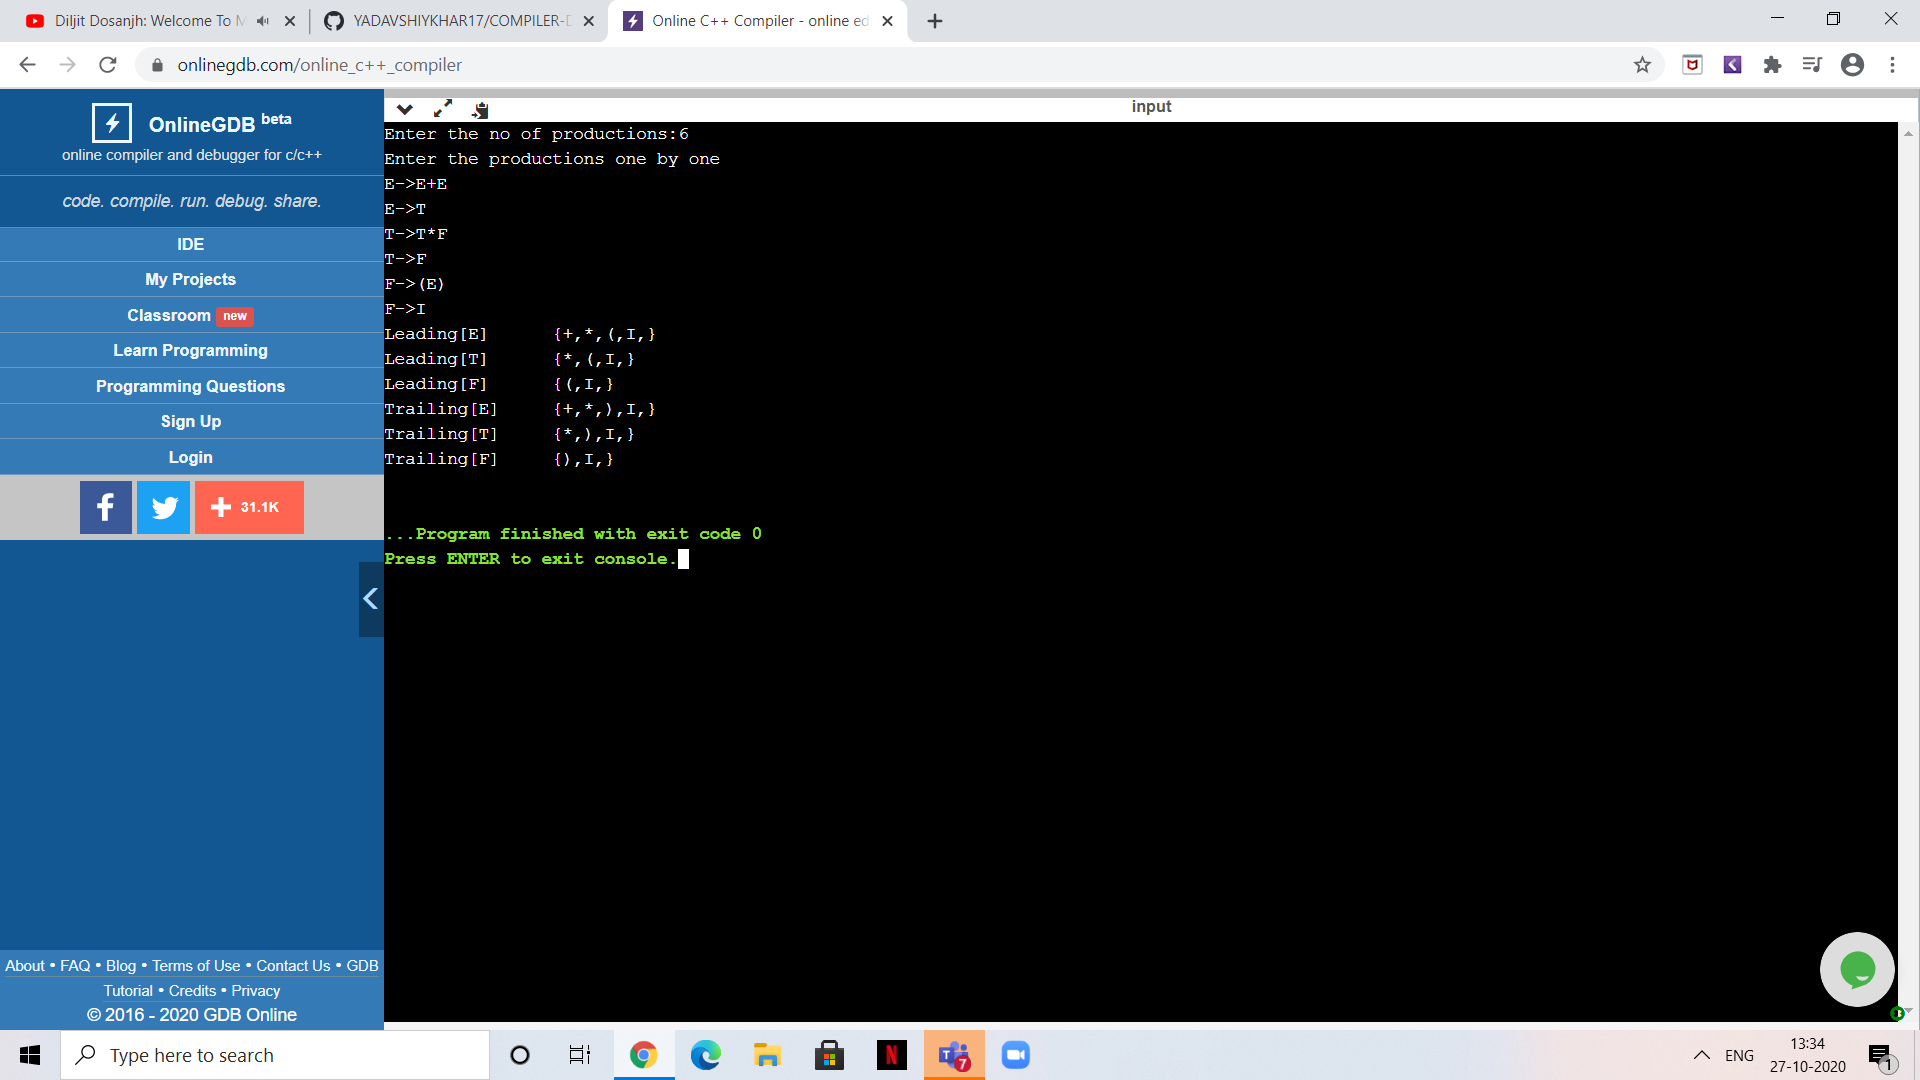 Diljit Dosanjh: Welcome To M
YADAVSHIYKHAR17/COMPILER-D
Online C++ Compiler - online ed
onlinegdb.com/online_c++_compiler
OnlineGDB beta
online compiler and debugger for c/c++
code. compile. run. debug. share.
IDE
My Projects
Classroom new
Learn Programming
Programming Questions
Sign Up
Login
31.1K
About • FAQ • Blog • Terms of Use • Contact Us • GDB
Tutorial • Credits • Privacy
© 2016 - 2020 GDB Online
input
Enter the no of productions:6
Enter the productions one by one
E->E+E
E->T
T->T*F
T->F
F->(E)
F->I
Leading[E] {+,*,(,I,}
Leading[T] {*,(,I,}
Leading[F] {(,I,}
Trailing[E] {+,*,),I,}
Trailing[T] {*,),I,}
Trailing[F] {),I,}
...Program finished with exit code 0
Press ENTER to exit console.
Type here to search
7
ENG
13:34
27-10-2020
1